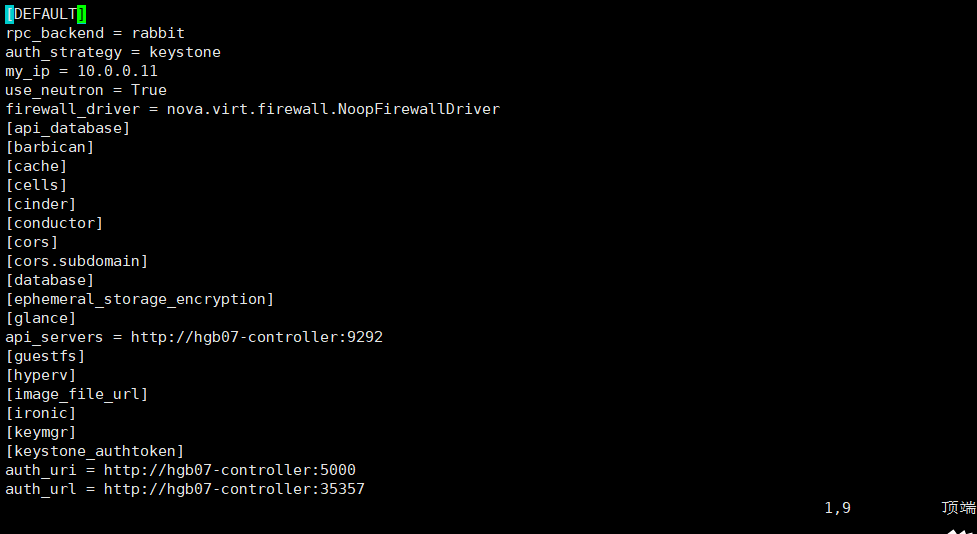 [DEFAULT]
rpc_backend = rabbit
auth_strategy = keystone
my_ip = 10.0.0.11
use_neutron = True
firewall_driver = nova.virt.firewall.NoopFirewallDriver
[api_database]
[barbican]
[cache]
[cells]
[cinder]
[conductor]
[cors]
[cors.subdomain]
[database]
[ephemeral_storage_encryption]
[glance]
api_servers = http://hgb07-controller:9292
[guestfs]
[hyperv]
[image_file_url]
[ironic]
[keymgr]
[keystone_authtoken]
auth_uri = http://hgb07-controller:5000
auth_url = http://hgb07-controller:35357
1,9 顶端